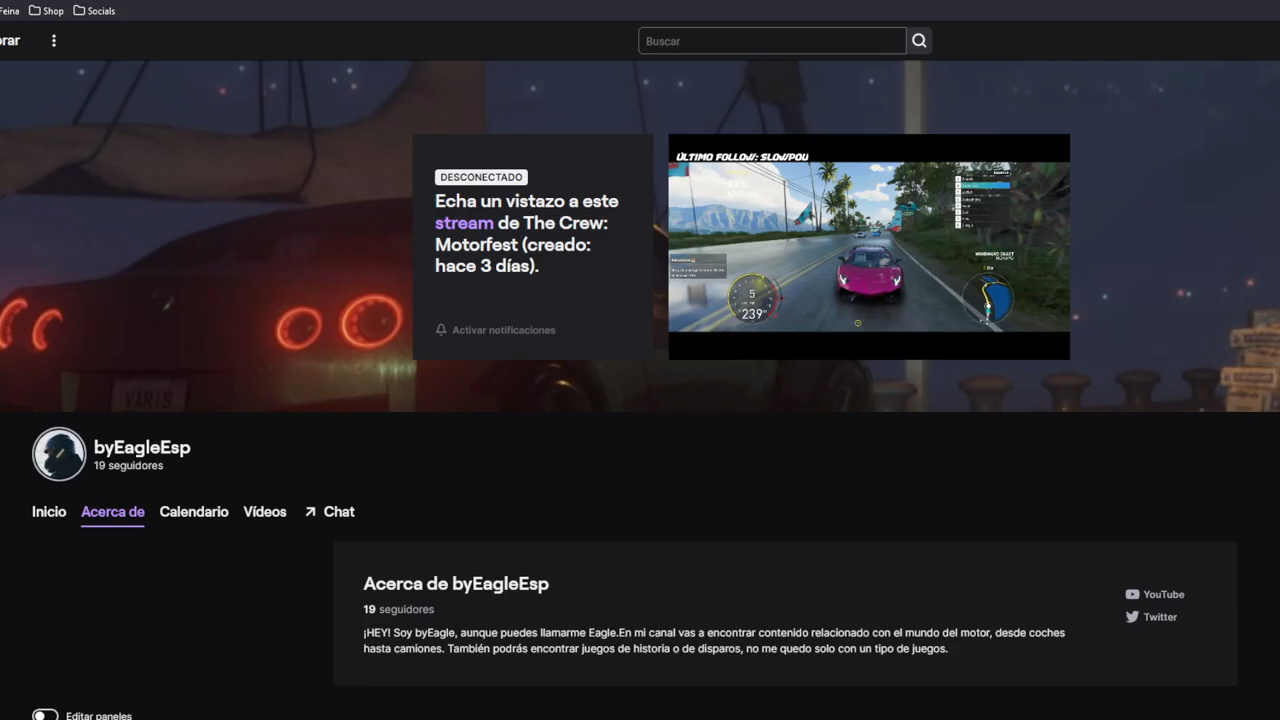 Feina Shop Socials
orar
Buscar
ÚLTIMO FOLLOW: SLOWPOU
DESCONECTADO
Echa un vistazo a este
stream de The Crew:
Motorfest (creado:
hace 3 días).
Activar notificaciones
5
239
VARIS
byEagleEsp
19 seguidores
Inicio Acerca de Calendario Vídeos Chat
Acerca de byEagleEsp
19 seguidores
¡HEY! Soy byEagle, aunque puedes llamarme Eagle.En mi canal vas a encontrar contenido relacionado con el mundo del motor, desde coches
hasta camiones. También podrás encontrar juegos de historia o de disparos, no me quedo solo con un tipo de juegos.
YouTube
Twitter
Editar paneles